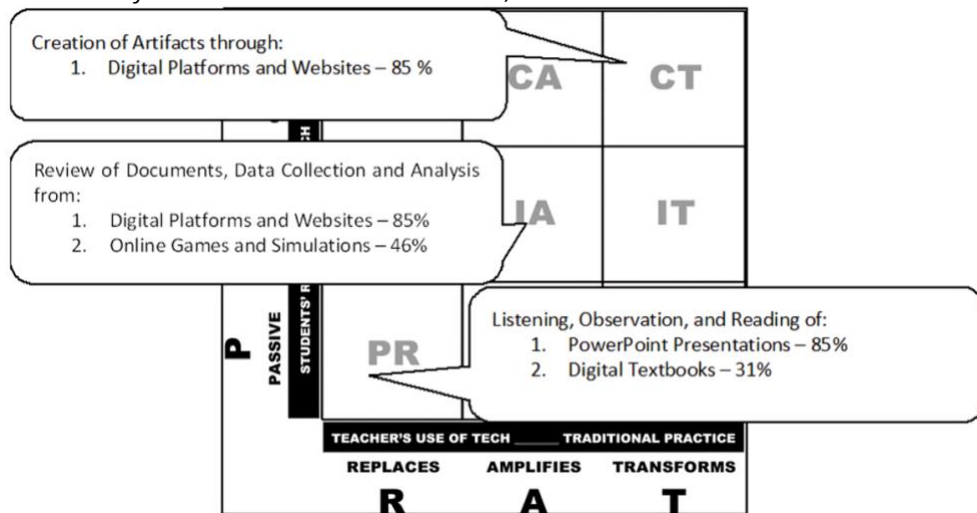 Creation of Artifacts through:
1. Digital Platforms and Websites – 85 %
CA
CT
Review of Documents, Data Collection and Analysis
from:
1. Digital Platforms and Websites – 85%
2. Online Games and Simulations – 46%
IA
IT
Listening, Observation, and Reading of:
1. PowerPoint Presentations – 85%
2. Digital Textbooks – 31%
PR
P
PASSIVE
STUDENTS'
TEACHER'S USE OF TECH _____ TRADITIONAL PRACTICE
REPLACES AMPLIFIES TRANSFORMS
R A T